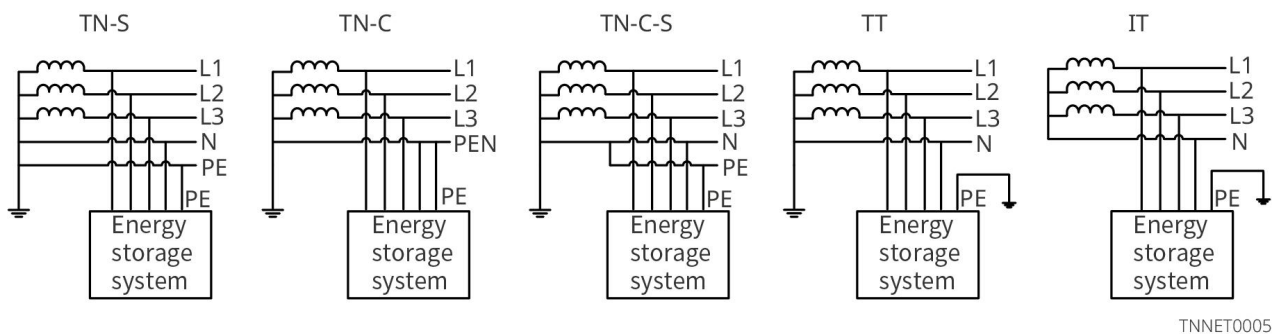 TN-S
L1
L2
L3
N
PE
PE
Energy
storage
system
TN-C
L1
L2
L3
PEN
PE
Energy
storage
system
TN-C-S
L1
L2
L3
N
PE
PE
Energy
storage
system
TT
L1
L2
L3
N
PE
Energy
storage
system
IT
L1
L2
L3
N
PE
Energy
storage
system
TNNET0005